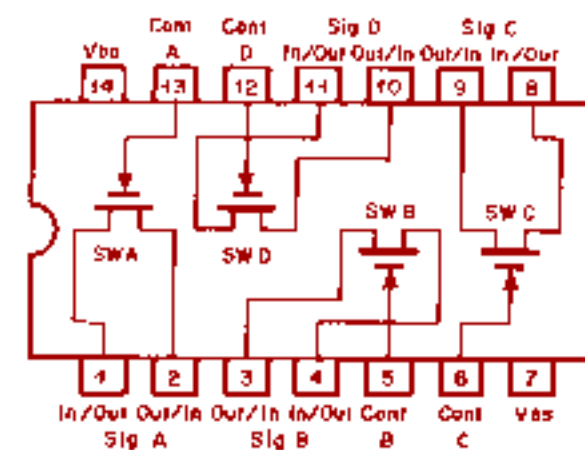 Cont Cont Sig D Sig C
Vbo A D In/Out Out/In Out/In In/Out
14 13 12 11 10 9 8
SW B SW C
SW A SW D
1 2 3 4 5 6 7
In/Out Out/In Out/In In/Out Cont Cont Vss
Sig A Sig B B C